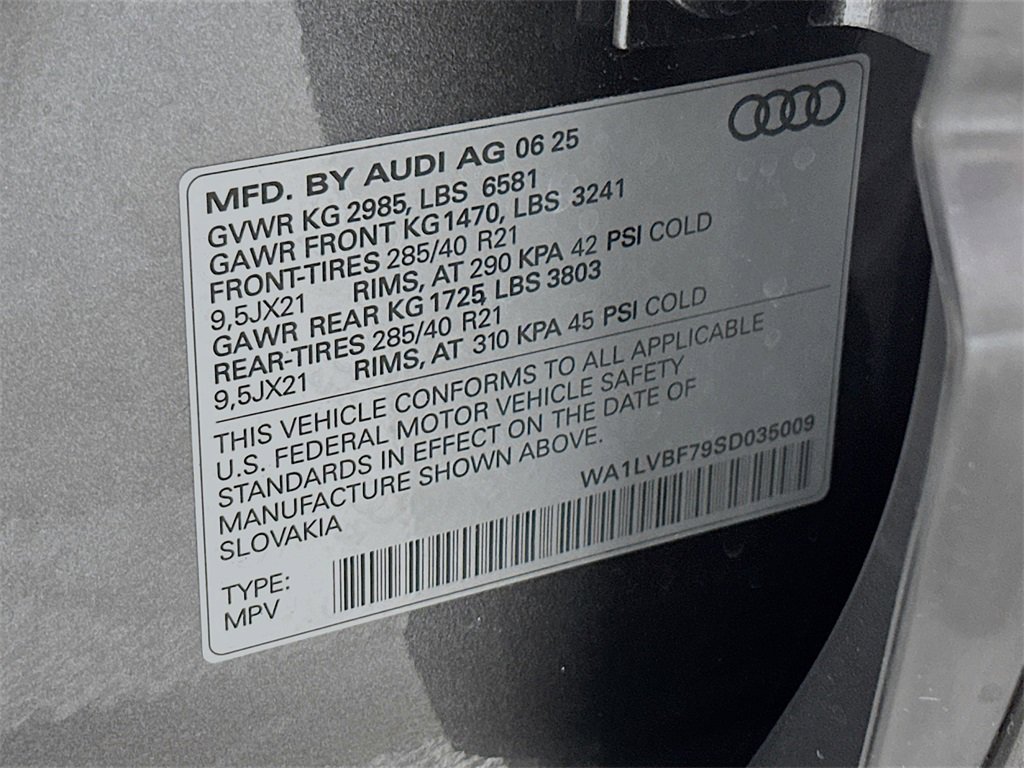 MFD. BY AUDI AG 06 25
GVWR KG 2985, LBS 6581
GAWR FRONT KG1470, LBS 3241
FRONT-TIRES 285/40 R21
9,5JX21 RIMS, AT 290 KPA 42 PSI COLD
GAWR REAR KG 1725, LBS 3803
REAR-TIRES 285/40 R21
9,5JX21 RIMS, AT 310 KPA 45 PSI COLD
THIS VEHICLE CONFORMS TO ALL APPLICABLE
U.S. FEDERAL MOTOR VEHICLE SAFETY
STANDARDS IN EFFECT ON THE DATE OF
MANUFACTURE SHOWN ABOVE.
SLOVAKIA
WA1LVBF79SD035009
TYPE:
MPV